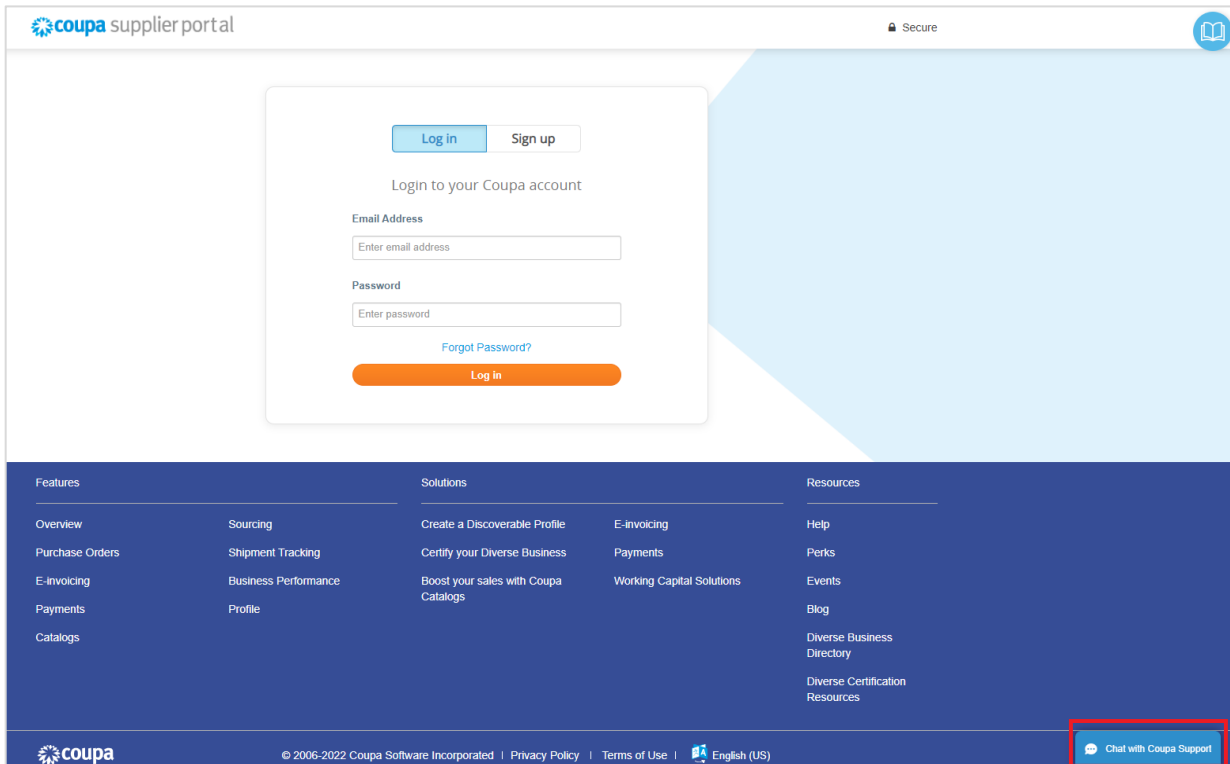 coupa supplier portal
Secure
Log in
Sign up
Login to your Coupa account
Email Address
Enter email address
Password
Enter password
Forgot Password?
Log in
Features
Overview
Purchase Orders
E-invoicing
Payments
Catalogs
Sourcing
Shipment Tracking
Business Performance
Profile
Solutions
Create a Discoverable Profile
Certify your Diverse Business
Boost your sales with Coupa
Catalogs
E-invoicing
Payments
Working Capital Solutions
Resources
Help
Perks
Events
Blog
Diverse Business
Directory
Diverse Certification
Resources
coupa
© 2006-2022 Coupa Software Incorporated | Privacy Policy | Terms of Use | English (US)
Chat with Coupa Support